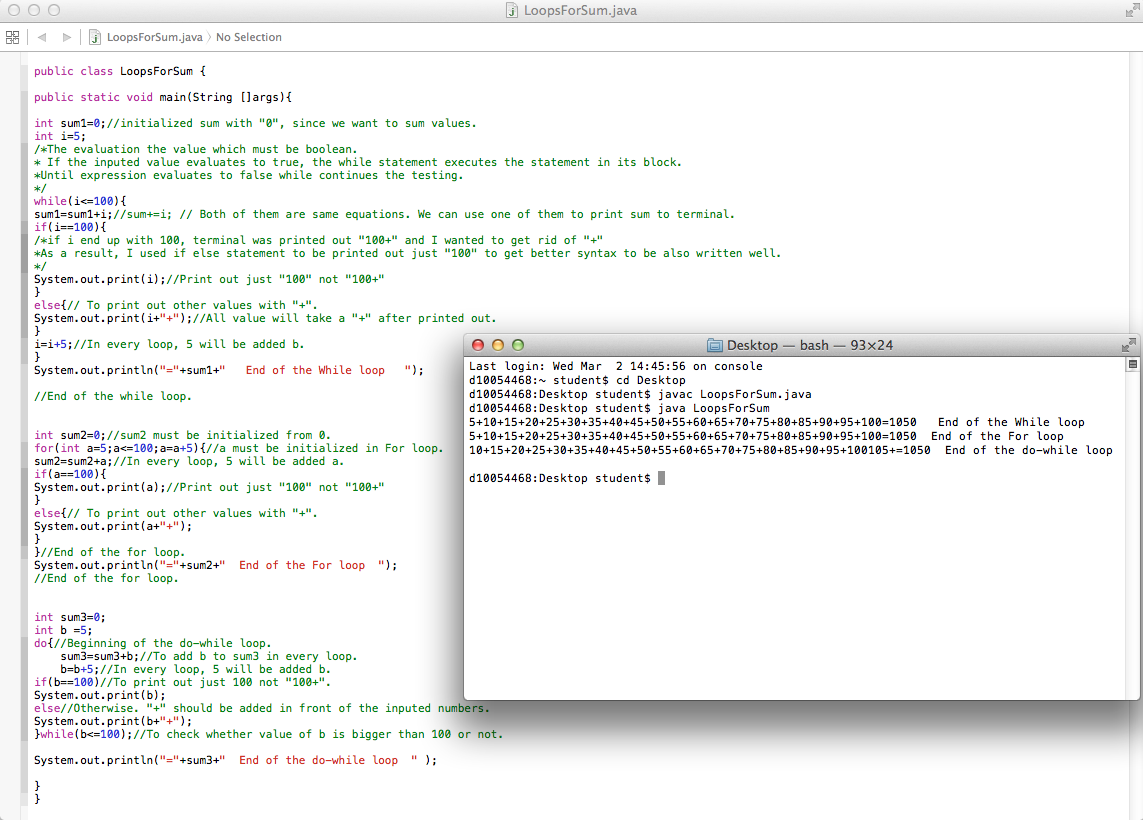 LoopsForSum.java
LoopsForSum.java 〉 No Selection
public class LoopsForSum {
public static void main(String []args){
int sum1=0;//initialized sum with "0", since we want to sum values.
int i=5;
/*The evaluation the value which must be boolean.
* If the inputed value evaluates to true, the while statement executes the statement in its block.
*Until expression evaluates to false while continues the testing.
*/
while(i<=100){
sum1=sum1+i;//sum+=i; // Both of them are same equations. We can use one of them to print sum to terminal.
if(i==100){
/*if i end up with 100, terminal was printed out "100+" and I wanted to get rid of "+"
*As a result, I used if else statement to be printed out just "100" to get better syntax to be also written well.
*/
System.out.print(i);//Print out just "100" not "100+"
}
else{// To print out other values with "+".
System.out.print(i+"+");//All value will take a "+" after printed out.
}
i=i+5;//In every loop, 5 will be added b.
}
System.out.println("="+sum1+"   End of the While loop   ");
//End of the while loop.
int sum2=0;//sum2 must be initialized from 0.
for(int a=5;a<=100;a=a+5){//a must be initialized in For loop.
sum2=sum2+a;//In every loop, 5 will be added a.
if(a==100){
System.out.print(a);//Print out just "100" not "100+"
}
else{// To print out other values with "+".
System.out.print(a+"+");
}
}//End of the for loop.
System.out.println("="+sum2+"  End of the For loop  ");
//End of the for loop.
int sum3=0;
int b =5;
do{//Beginning of the do-while loop.
    sum3=sum3+b;//To add b to sum3 in every loop.
    b=b+5;//In every loop, 5 will be added b.
if(b==100)//To print out just 100 not "100+".
System.out.print(b);
else//Otherwise. "+" should be added in front of the inputed numbers.
System.out.print(b+"+");
}while(b<=100);//To check whether value of b is bigger than 100 or not.
System.out.println("="+sum3+"  End of the do-while loop  " );
}
}
Desktop — bash — 93×24
Last login: Wed Mar  2 14:45:56 on console
d10054468:~ student$ cd Desktop
d10054468:Desktop student$ javac LoopsForSum.java
d10054468:Desktop student$ java LoopsForSum
5+10+15+20+25+30+35+40+45+50+55+60+65+70+75+80+85+90+95+100=1050   End of the While loop
5+10+15+20+25+30+35+40+45+50+55+60+65+70+75+80+85+90+95+100=1050  End of the For loop
10+15+20+25+30+35+40+45+50+55+60+65+70+75+80+85+90+95+100105+=1050  End of the do-while loop
d10054468:Desktop student$